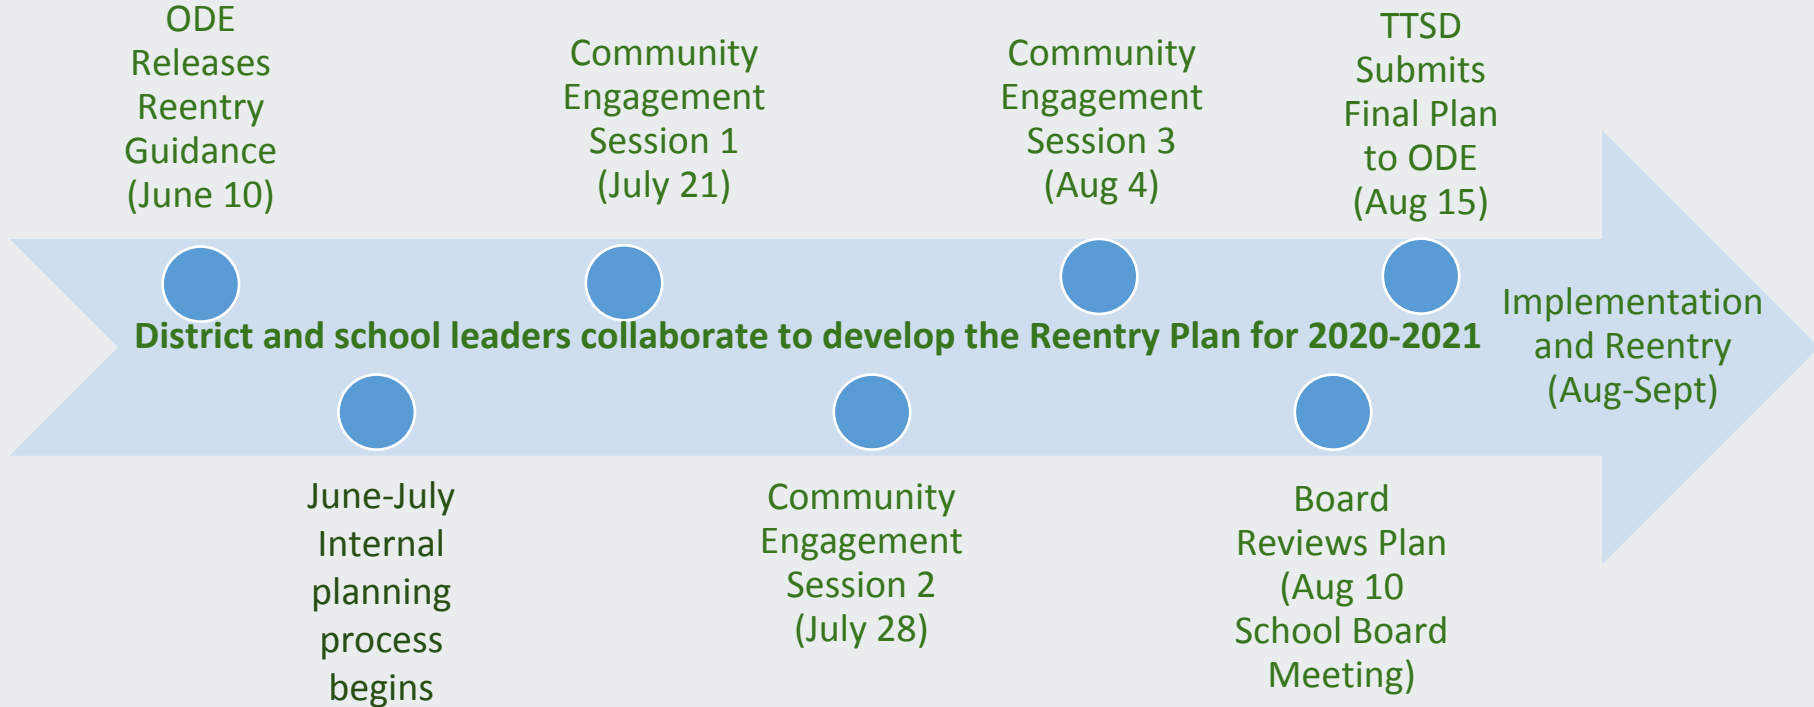 ODE
Releases
Reentry
Guidance
(June 10)
Community
Engagement
Session 1
(July 21)
Community
Engagement
Session 3
(Aug 4)
TTSD
Submits
Final Plan
to ODE
(Aug 15)
District and school leaders collaborate to develop the Reentry Plan for 2020-2021
Implementation
and Reentry
(Aug-Sept)
June-July
Internal
planning
process
begins
Community
Engagement
Session 2
(July 28)
Board
Reviews Plan
(Aug 10
School Board
Meeting)